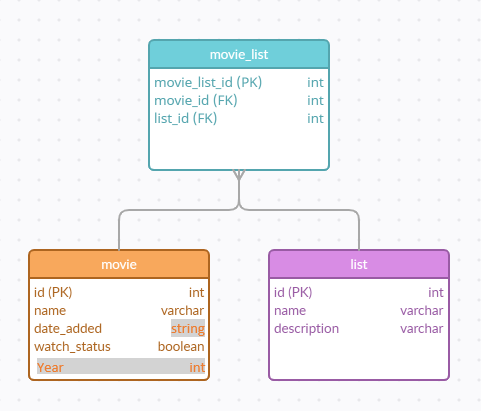 movie_list
movie_list_id (PK) int
movie_id (FK) int
list_id (FK) int
movie
id (PK) int
name varchar
date_added string
watch_status boolean
Year int
list
id (PK) int
name varchar
description varchar